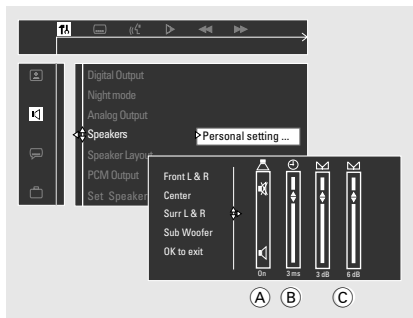 Digital Output
Night mode
Analog Output
Speakers
Personal setting ...
Speaker Layout
PCM Output
Set Speaker
Front L & R
Center
Surr L & R
Sub Woofer
OK to exit
On
3 ms
3 dB
6 dB
A
B
C